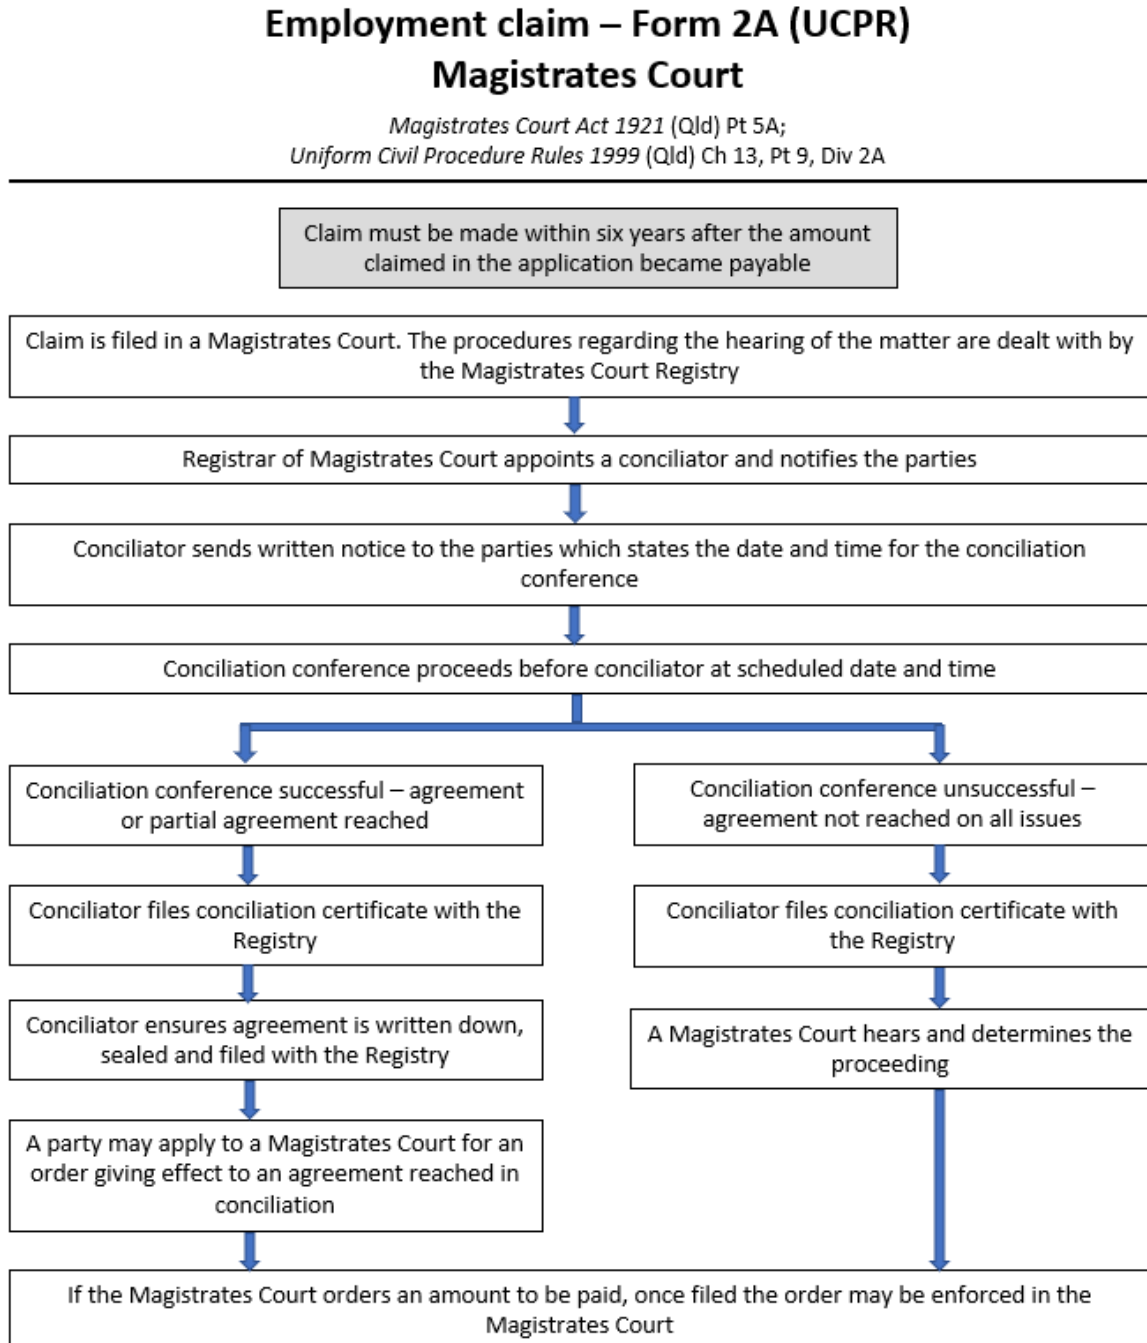 Employment claim – Form 2A (UCPR)
Magistrates Court
Magistrates Court Act 1921 (Qld) Pt 5A;
Uniform Civil Procedure Rules 1999 (Qld) Ch 13, Pt 9, Div 2A
Claim must be made within six years after the amount
claimed in the application became payable
Claim is filed in a Magistrates Court. The procedures regarding the hearing of the matter are dealt with by
the Magistrates Court Registry
Registrar of Magistrates Court appoints a conciliator and notifies the parties
Conciliator sends written notice to the parties which states the date and time for the conciliation
conference
Conciliation conference proceeds before conciliator at scheduled date and time
Conciliation conference successful – agreement
or partial agreement reached
Conciliator files conciliation certificate with the
Registry
Conciliator ensures agreement is written down,
sealed and filed with the Registry
A party may apply to a Magistrates Court for an
order giving effect to an agreement reached in
conciliation
Conciliation conference unsuccessful –
agreement not reached on all issues
Conciliator files conciliation certificate with
the Registry
A Magistrates Court hears and determines the
proceeding
If the Magistrates Court orders an amount to be paid, once filed the order may be enforced in the
Magistrates Court